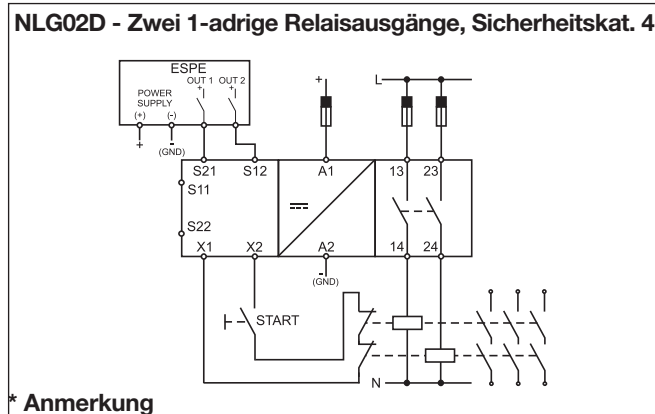 NLG02D - Zwei 1-adrige Relaisausgänge, Sicherheitskat. 4
ESPE
OUT 1 OUT 2
+ +
POWER
SUPPLY
(+) (-)
+ -
(GND)
+
L
S21 S12 A1 13 23
S11
S22
X1 X2 A2 14 24
-
(GND)
START
N
* Anmerkung